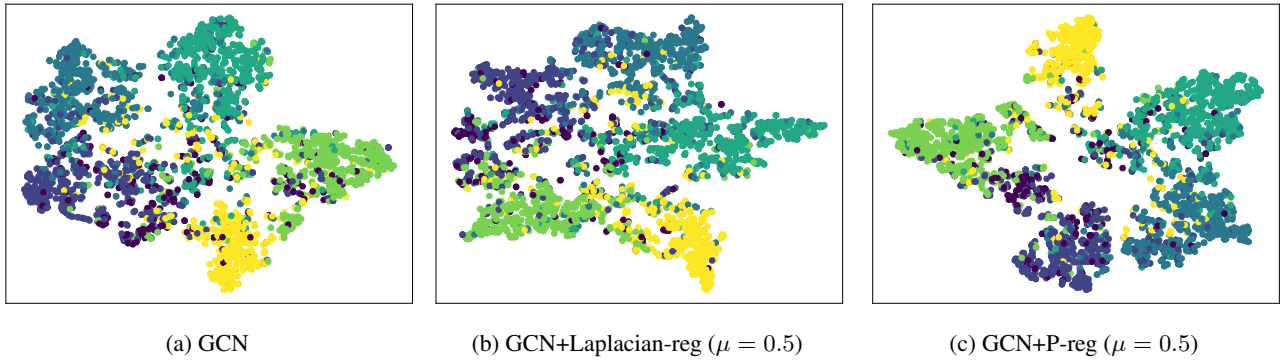 (a) GCN
(b) GCN+Laplacian-reg (μ = 0.5)
(c) GCN+P-reg (μ = 0.5)